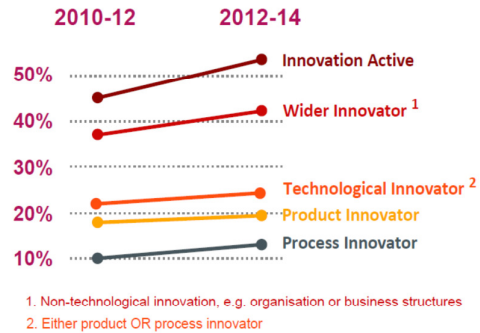 2010-12 2012-14
50%
Innovation Active
40%
Wider Innovator 1
30%
Technological Innovator 2
20%
Product Innovator
10%
Process Innovator
1. Non-technological innovation, e.g. organisation or business structures
2. Either product OR process innovator